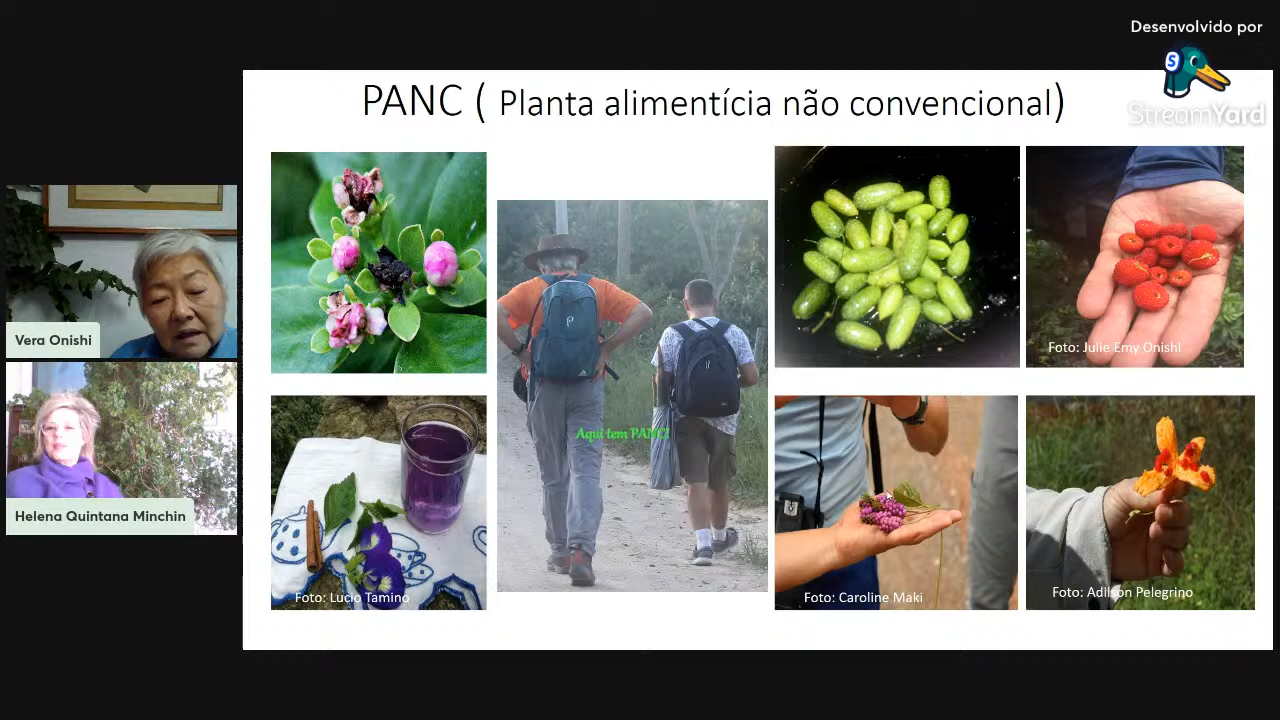 Desenvolvido por
StreamYard
PANC ( Planta alimentícia não convencional)
Vera Onishi
Helena Quintana Minchin
Aqui tem PANC!
Foto: Julie Emy Onishi
Foto: Lucio Tamino
Foto: Caroline Maki
Foto: Adilson Pelegrino